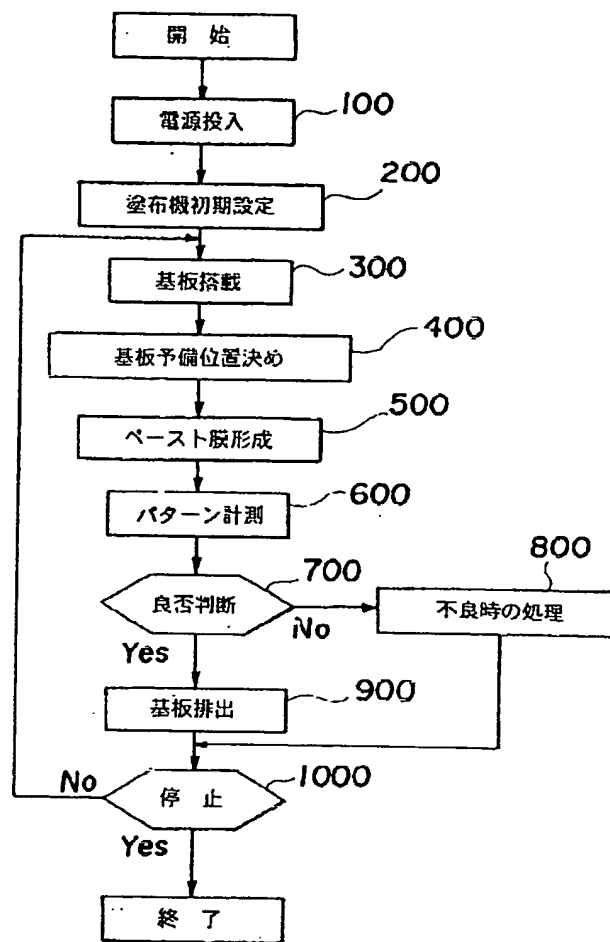 開始
電源投入
100
塗布機初期設定
200
基板搭載
300
基板予備位置決め
400
ペースト膜形成
500
パターン計測
600
良否判断
700
No
Yes
不良時の処理
800
基板排出
900
停止
1000
No
Yes
終了